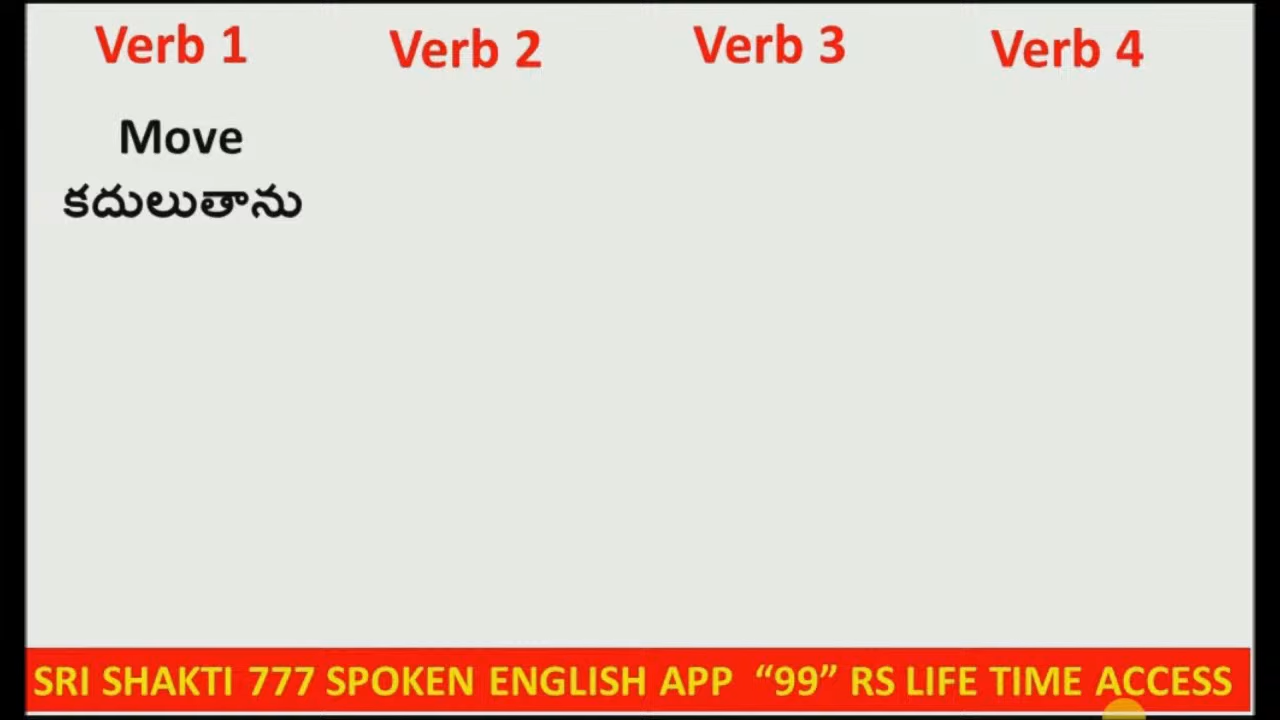 Verb 1 Verb 2 Verb 3 Verb 4
Move
కదులుతాను
SRI SHAKTI 777 SPOKEN ENGLISH APP “99” RS LIFE TIME ACCESS